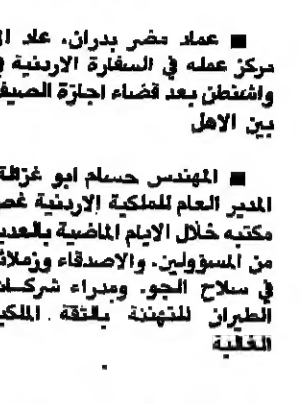 ■ عماد مضر بدران، عاد الى
مركز عمله في السفارة الاردنية في
واشنطن بعد قضاء اجازة الصيف
بين الاهل
■ المهندس حسام ابو غزالة
المدير العام للملكية الاردنية غص
مكتبه خلال الايام الماضية بالعديد
من المسؤولين. والاصدقاء وزملائه
في سلاح الجو. ومدراء شركات
الطيران للتهنئة بالثقة الملكية
الغالية